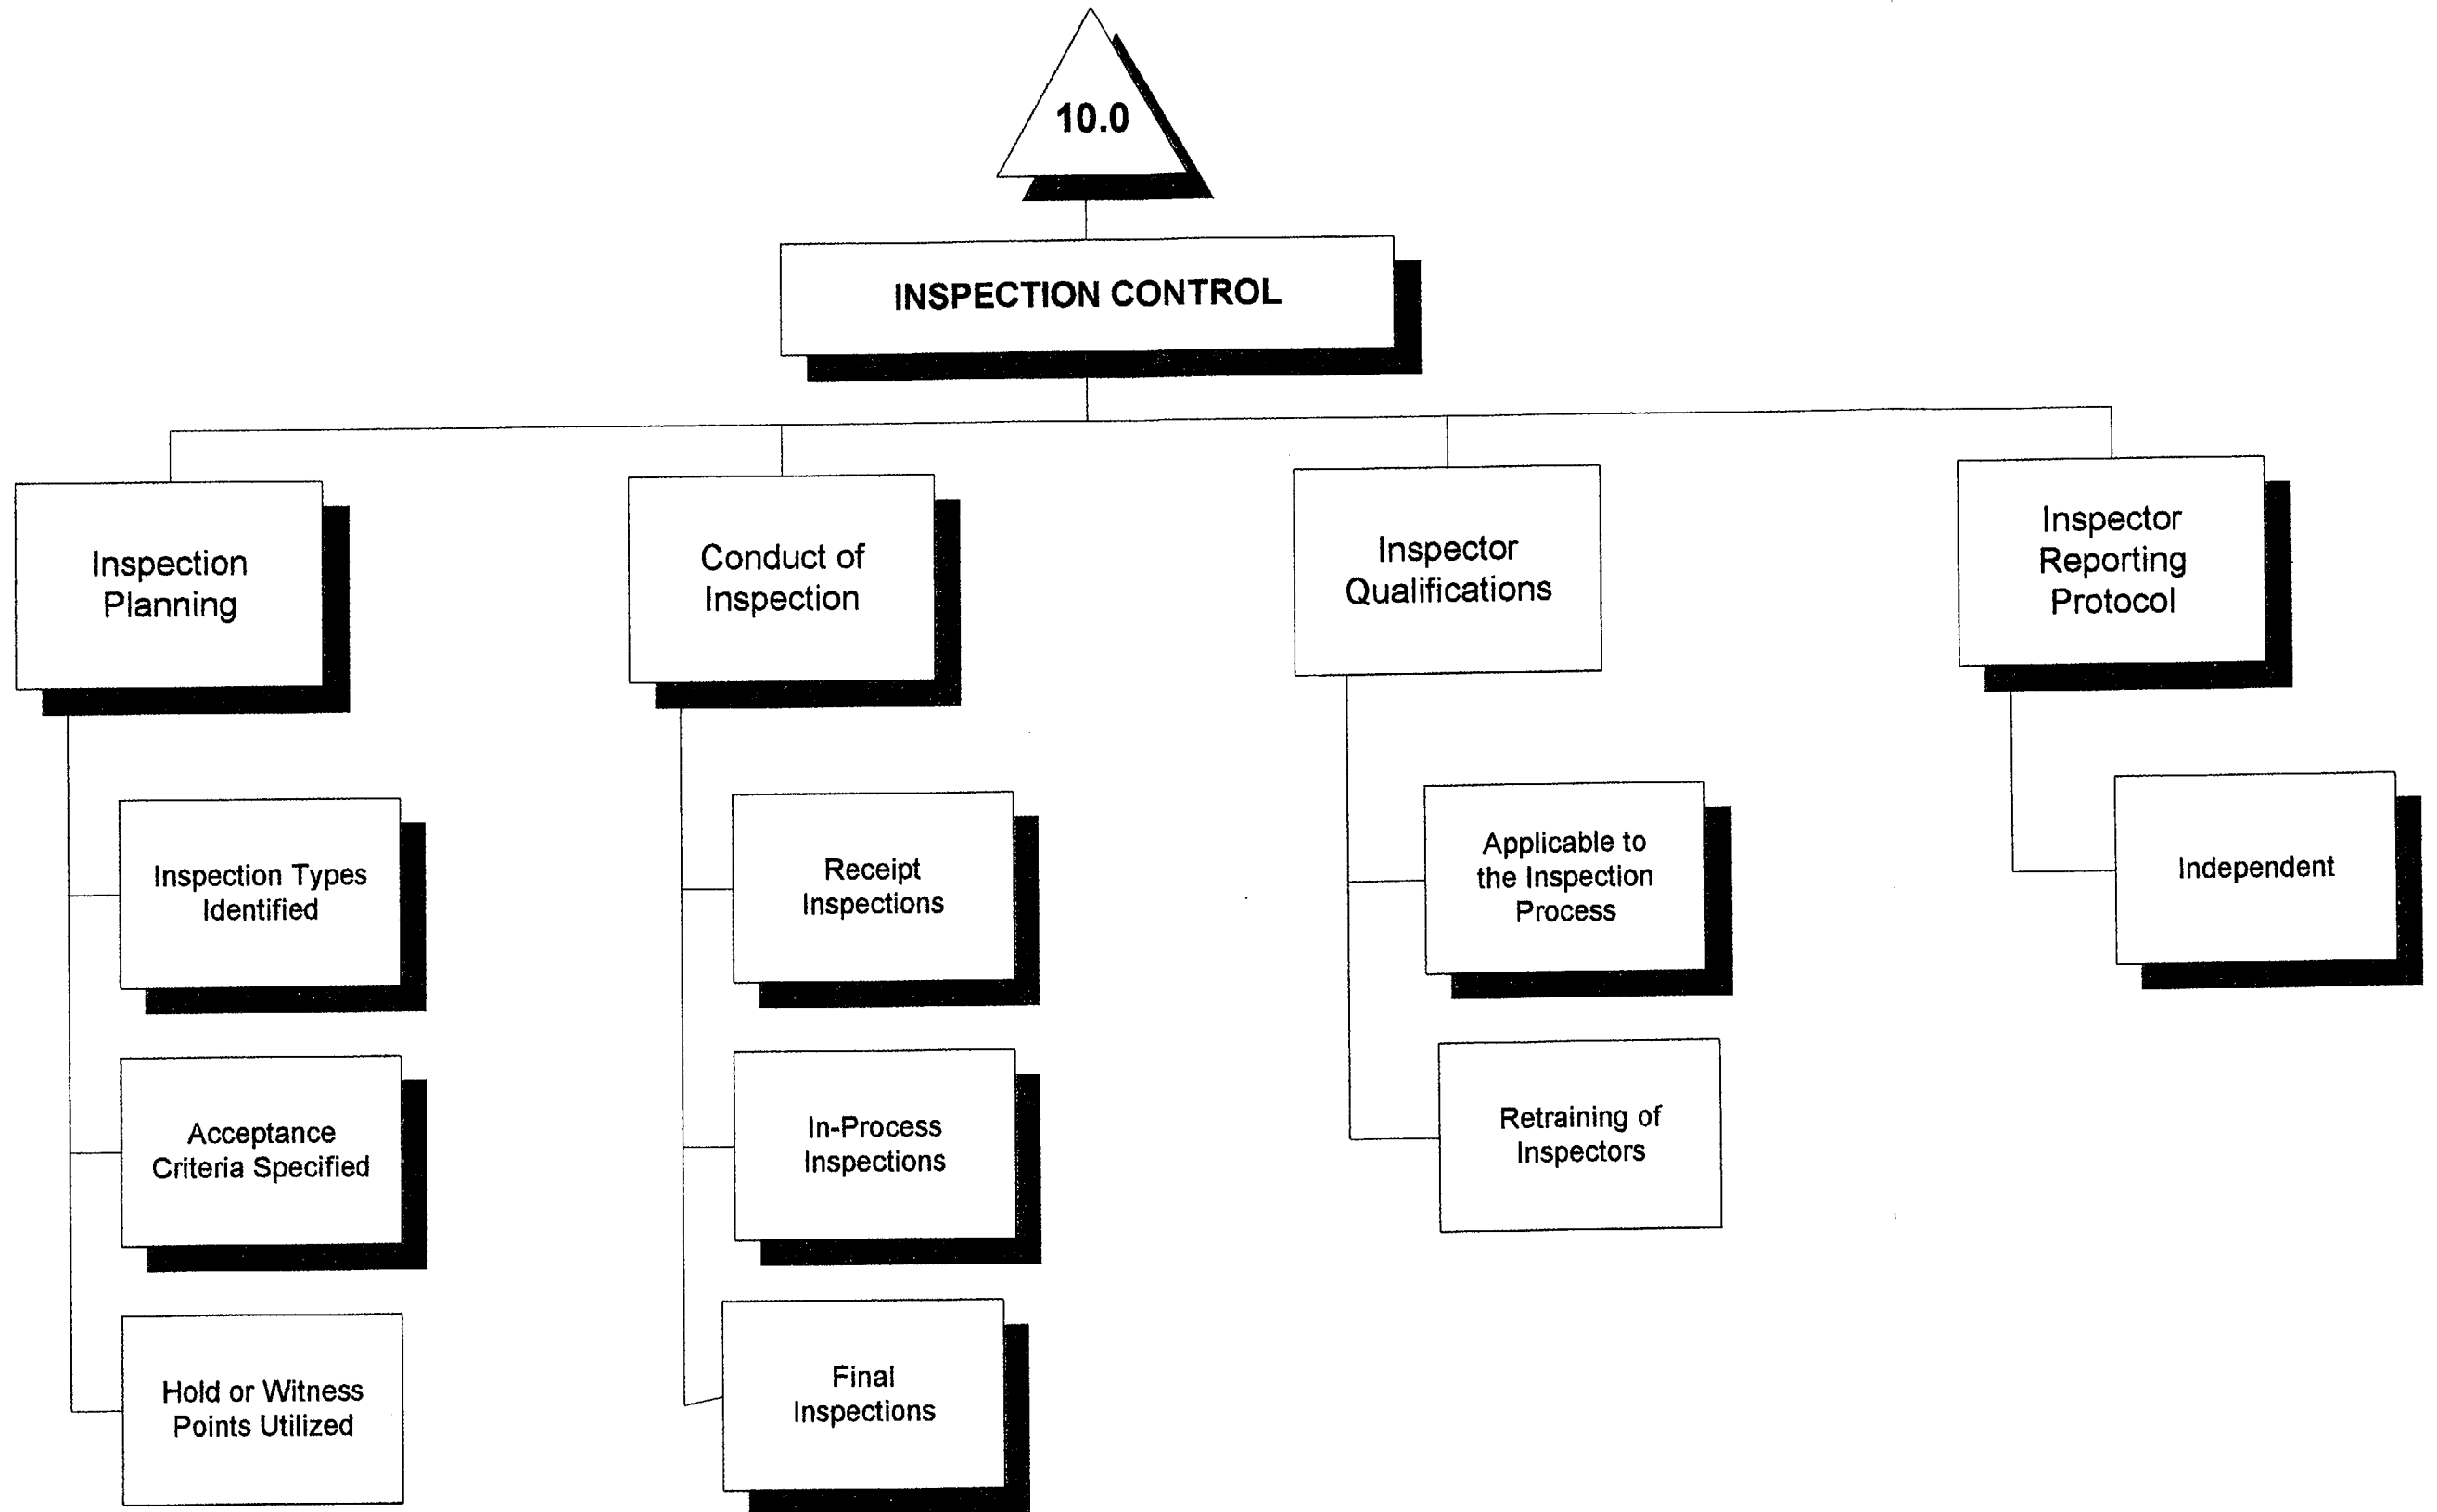 10.0
INSPECTION CONTROL
Inspection
Planning
Conduct of
Inspection
Inspector
Qualifications
Inspector
Reporting
Protocol
Inspection Types
Identified
Acceptance
Criteria Specified
Hold or Witness
Points Utilized
Receipt
Inspections
In-Process
Inspections
Final
Inspections
Applicable to
the Inspection
Process
Retraining of
Inspectors
Independent